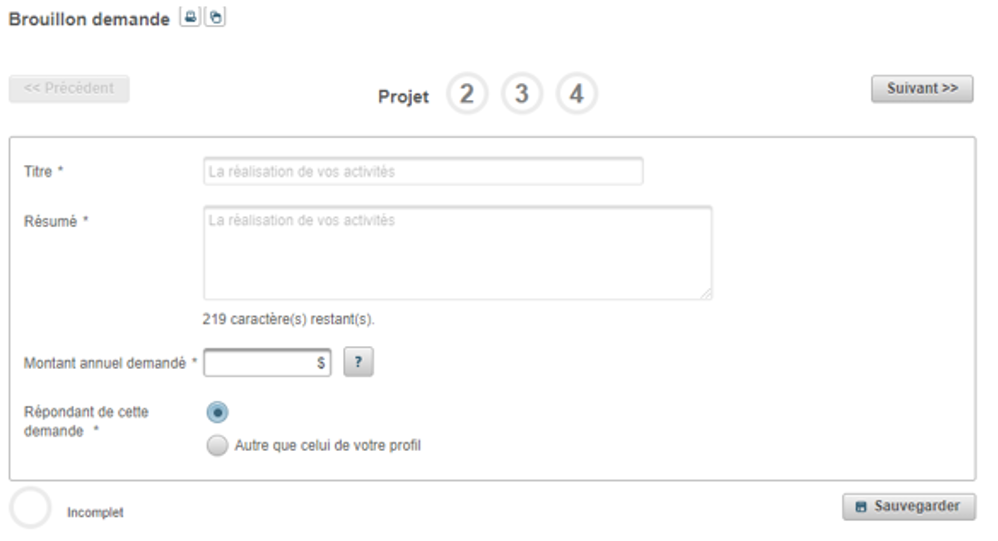 Brouillon demande
<< Précédent
Projet 2 3 4
Suivant >>
Titre *
La réalisation de vos activités
Résumé *
La réalisation de vos activités
219 caractère(s) restant(s).
Montant annuel demandé * $ ?
Répondant de cette
demande *
Autre que celui de votre profil
Incomplet
Sauvegarder